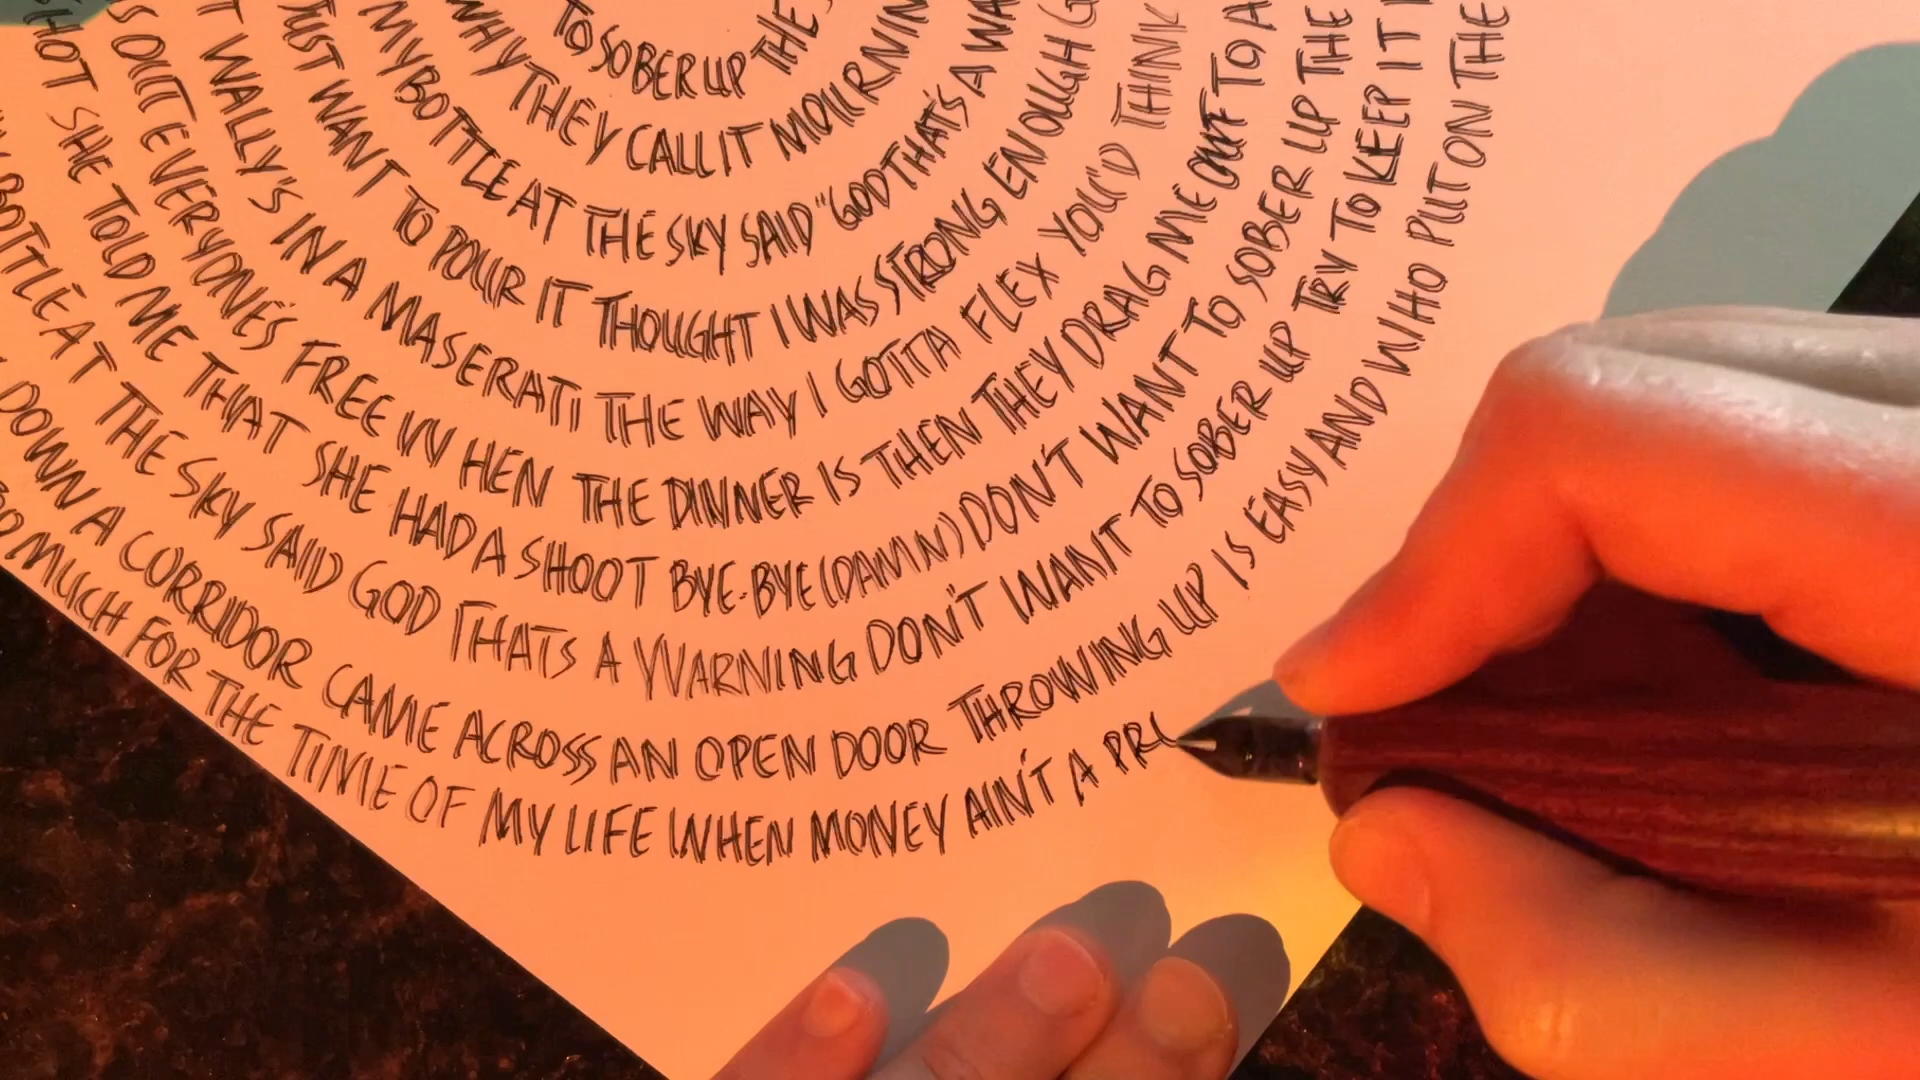 TO SOBER UP THE
WHY THEY CALL IT MOURNIN
MY BOTTLE AT THE SKY SAID "GOD THAT'S A WA
JUST WANT TO POUR IT THOUGHT I WAS STRONG ENOUGH G
T WALLY'S IN A MASERATI THE WAY I GOTTA FLEX YOU'D THINK
S OUT EVERYONE'S FREE WHEN THE DINNER IS THEN THEY DRAG ME OUT TO A
HOT SHE TOLD ME THAT SHE HAD A SHOOT BYE-BYE (DAMN) DON'T WANT TO SOBER UP THE
BOTTLE AT THE SKY SAID GOD THATS A WARNING DON'T WANT TO SOBER UP TRY TO KEEP IT
DOWN A CORRIDOR CAME ACROSS AN OPEN DOOR THROWING UP IS EASY AND WHO PUT ON THE
MUCH FOR THE TIME OF MY LIFE WHEN MONEY AIN'T A PR